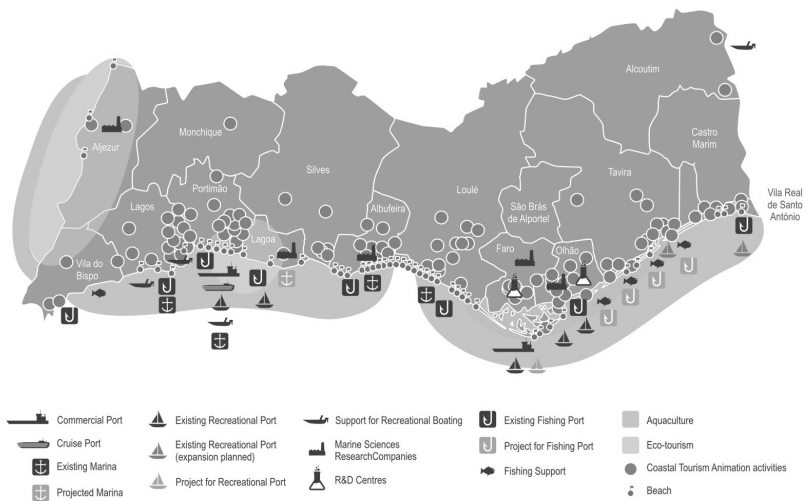 Alcoutim
Castro
Marim
Monchique
Aljezur
Silves
Portimão
Loulé
Tavira
São Brás
de Alportel
Lagos
Albufeira
Vila Real
de Santo
António
Lagoa
Faro
Olhão
Vila do
Bispo
Commercial Port
Cruise Port
Existing Marina
Projected Marina
Existing Recreational Port
Existing Recreational Port
(expansion planned)
Project for Recreational Port
Support for Recreational Boating
Marine Sciences
ResearchCompanies
R&D Centres
Existing Fishing Port
Project for Fishing Port
Fishing Support
Aquaculture
Eco-tourism
Coastal Tourism Animation activities
Beach